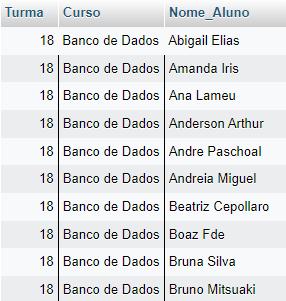 Turma Curso Nome_Aluno
18 Banco de Dados Abigail Elias
18 Banco de Dados Amanda Iris
18 Banco de Dados Ana Lameu
18 Banco de Dados Anderson Arthur
18 Banco de Dados Andre Paschoal
18 Banco de Dados Andreia Miguel
18 Banco de Dados Beatriz Cepollaro
18 Banco de Dados Boaz Fde
18 Banco de Dados Bruna Silva
18 Banco de Dados Bruno Mitsuaki